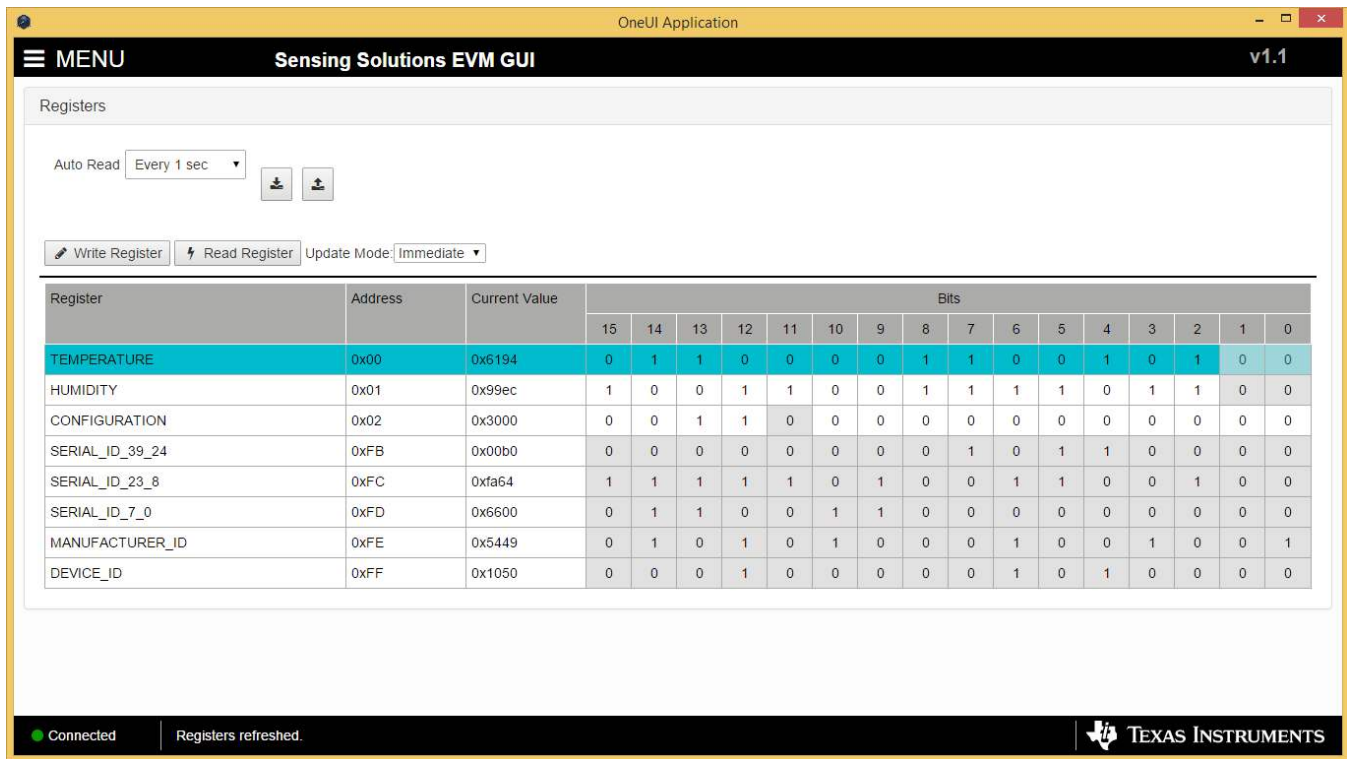 OneUI Application
MENU Sensing Solutions EVM GUI v1.1
Registers
Auto Read Every 1 sec
Write Register Read Register Update Mode: Immediate
Register Address Current Value Bits
15 14 13 12 11 10 9 8 7 6 5 4 3 2 1 0
TEMPERATURE 0x00 0x6194 0 1 1 0 0 0 0 1 1 0 0 1 0 1 0 0
HUMIDITY 0x01 0x99ec 1 0 0 1 1 0 0 1 1 1 1 0 1 1 0 0
CONFIGURATION 0x02 0x3000 0 0 1 1 0 0 0 0 0 0 0 0 0 0 0 0
SERIAL_ID_39_24 0xFB 0x00b0 0 0 0 0 0 0 0 0 1 0 1 1 0 0 0 0
SERIAL_ID_23_8 0xFC 0xfa64 1 1 1 1 1 0 1 0 0 1 1 0 0 1 0 0
SERIAL_ID_7_0 0xFD 0x6600 0 1 1 0 0 1 1 0 0 0 0 0 0 0 0 0
MANUFACTURER_ID 0xFE 0x5449 0 1 0 1 0 1 0 0 0 1 0 0 1 0 0 1
DEVICE_ID 0xFF 0x1050 0 0 0 1 0 0 0 0 0 1 0 1 0 0 0 0
Connected Registers refreshed. TEXAS INSTRUMENTS